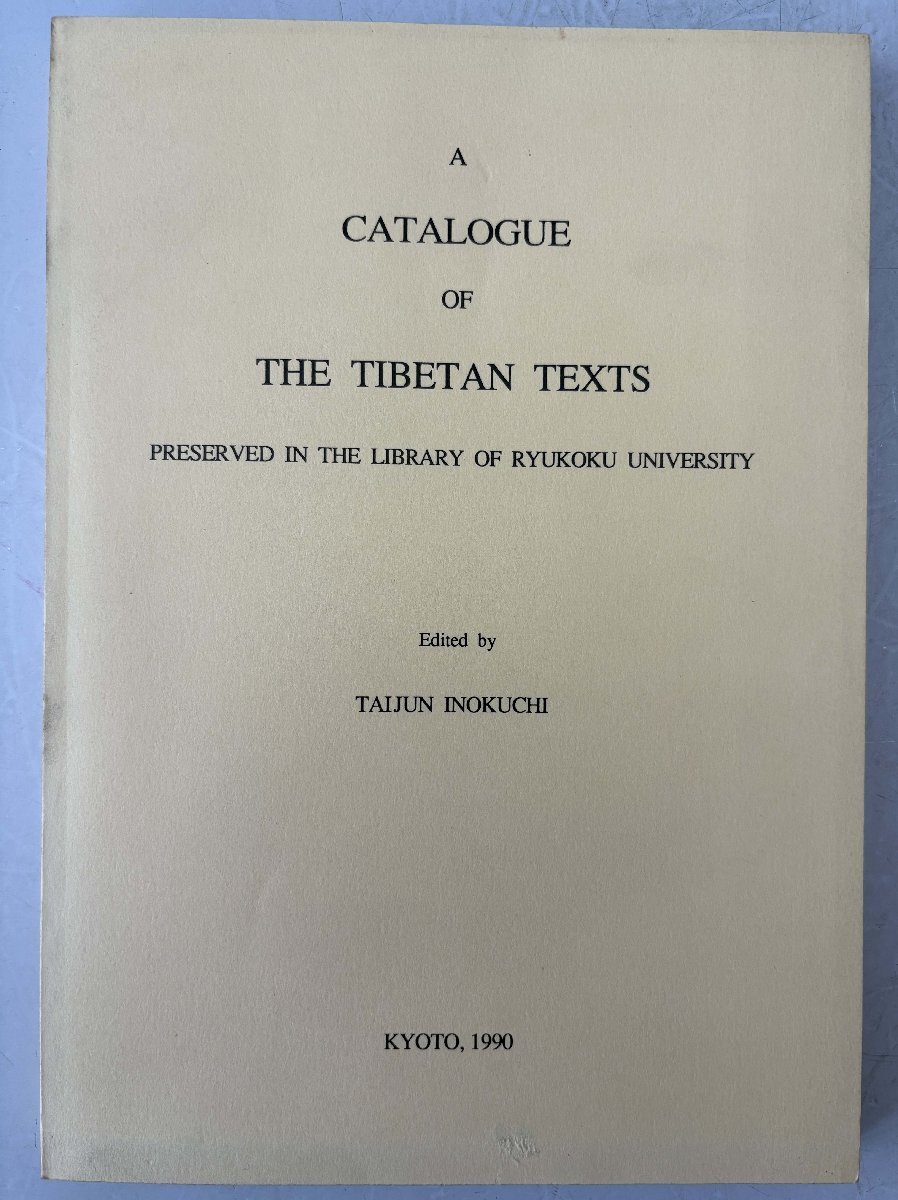 A
CATALOGUE
OF
THE TIBETAN TEXTS
PRESERVED IN THE LIBRARY OF RYUKOKU UNIVERSITY
Edited by
TAIJUN INOKUCHI
KYOTO, 1990